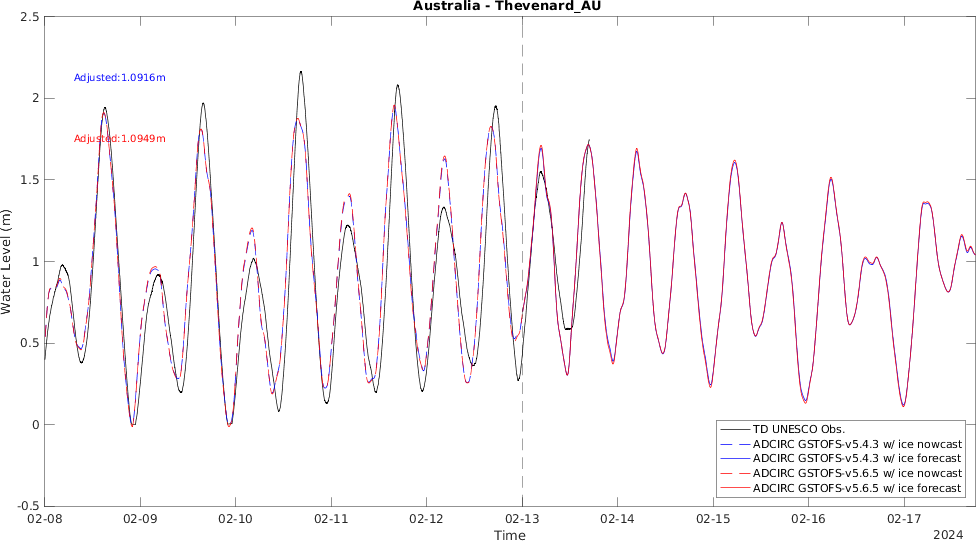 Australia - Thevenard_AU
2.5
2
1.5
1
0.5
0
-0.5
Water Level (m)
Adjusted:1.0916m
Adjusted:1.0949m
TD UNESCO Obs.
ADCIRC GSTOFS-v5.4.3 w/ ice nowcast
ADCIRC GSTOFS-v5.4.3 w/ ice forecast
ADCIRC GSTOFS-v5.6.5 w/ ice nowcast
ADCIRC GSTOFS-v5.6.5 w/ ice forecast
02-08 02-09 02-10 02-11 02-12 02-13 02-14 02-15 02-16 02-17
Time
2024